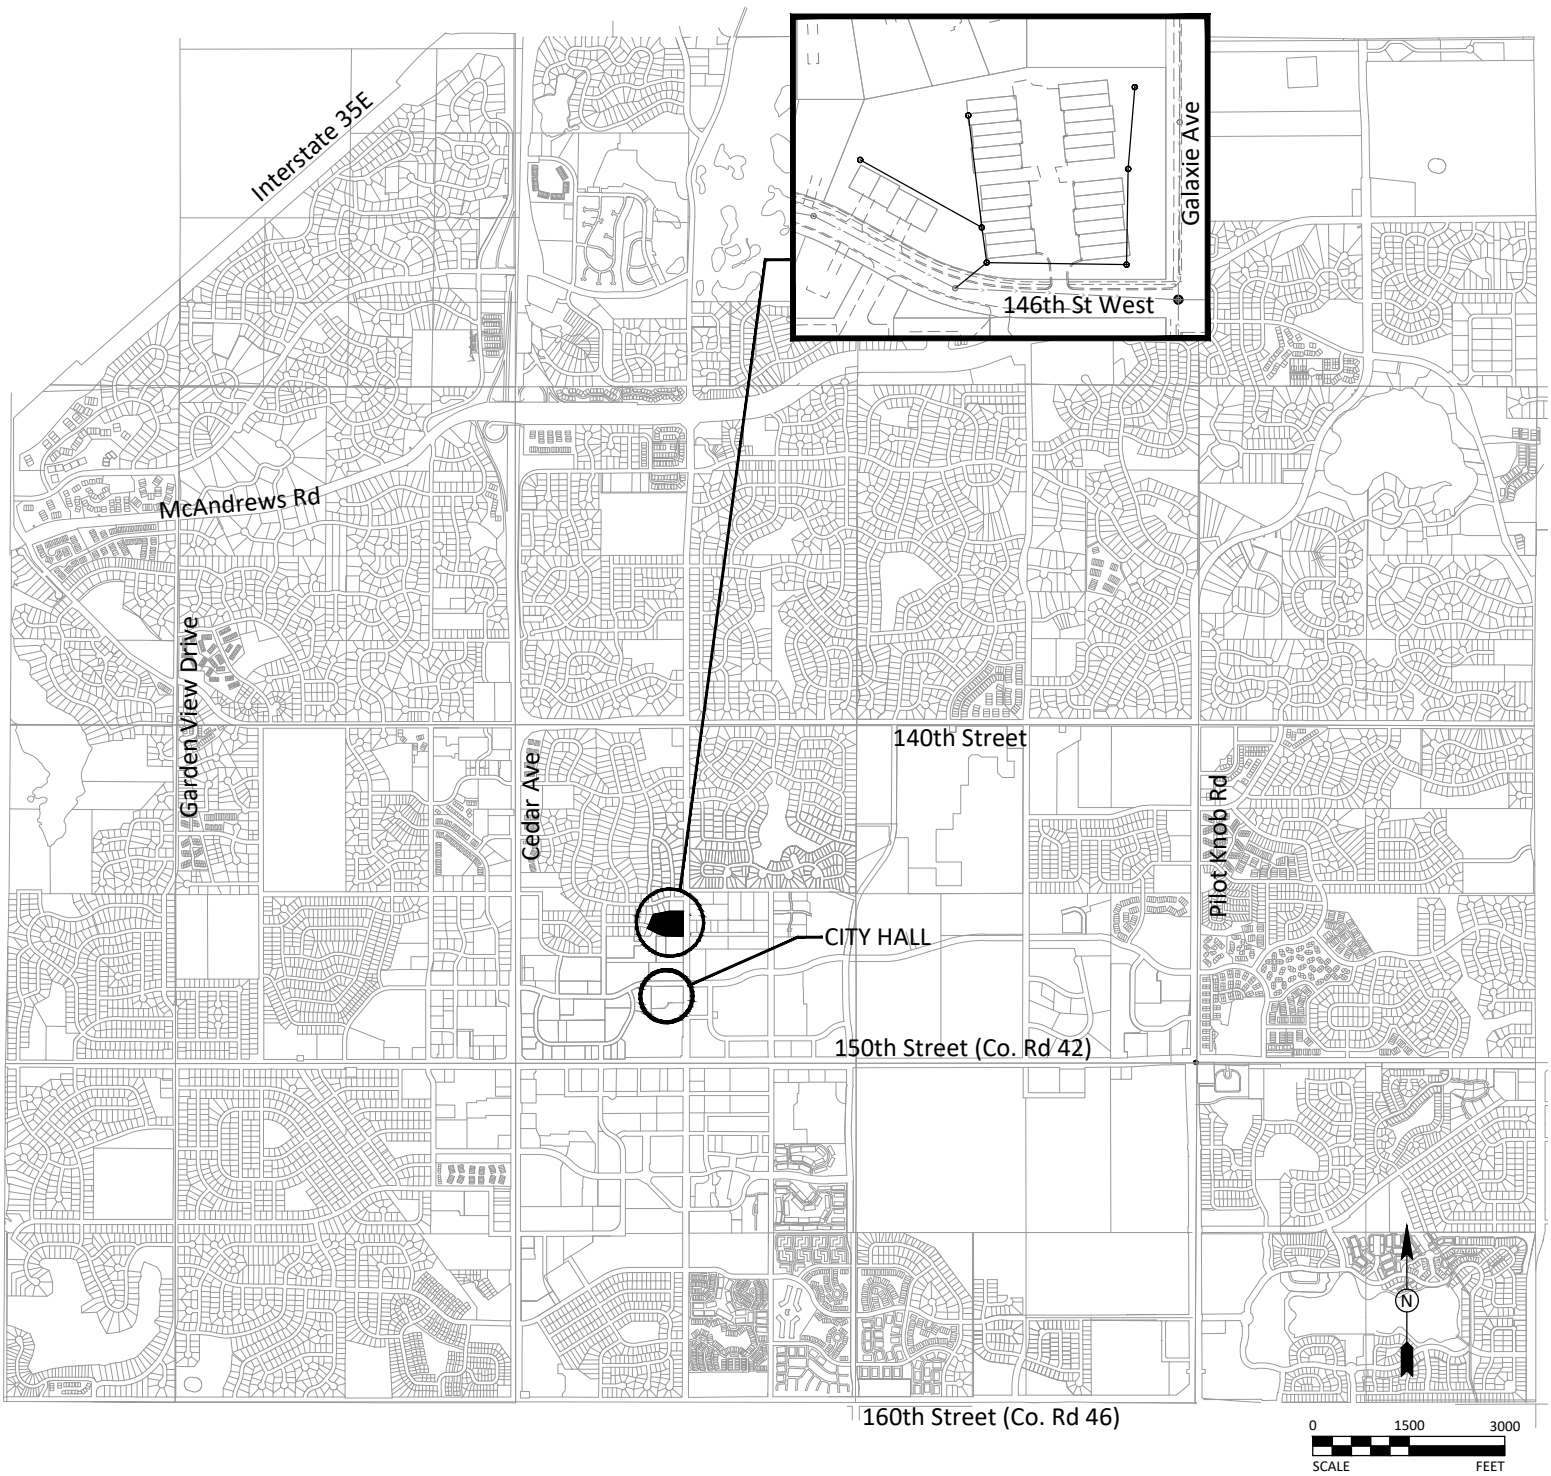 Interstate 35E
Galaxie Ave
146th St West
McAndrews Rd
Garden View Drive
140th Street
Cedar Ave
Pilot Knob Rd
CITY HALL
150th Street (Co. Rd 42)
N
160th Street (Co. Rd 46)
0 1500 3000
SCALE FEET